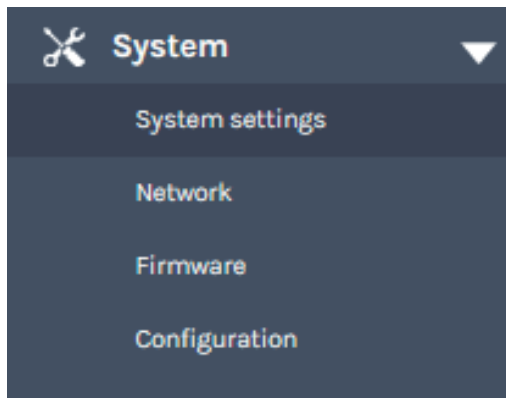 System
System settings
Network
Firmware
Configuration